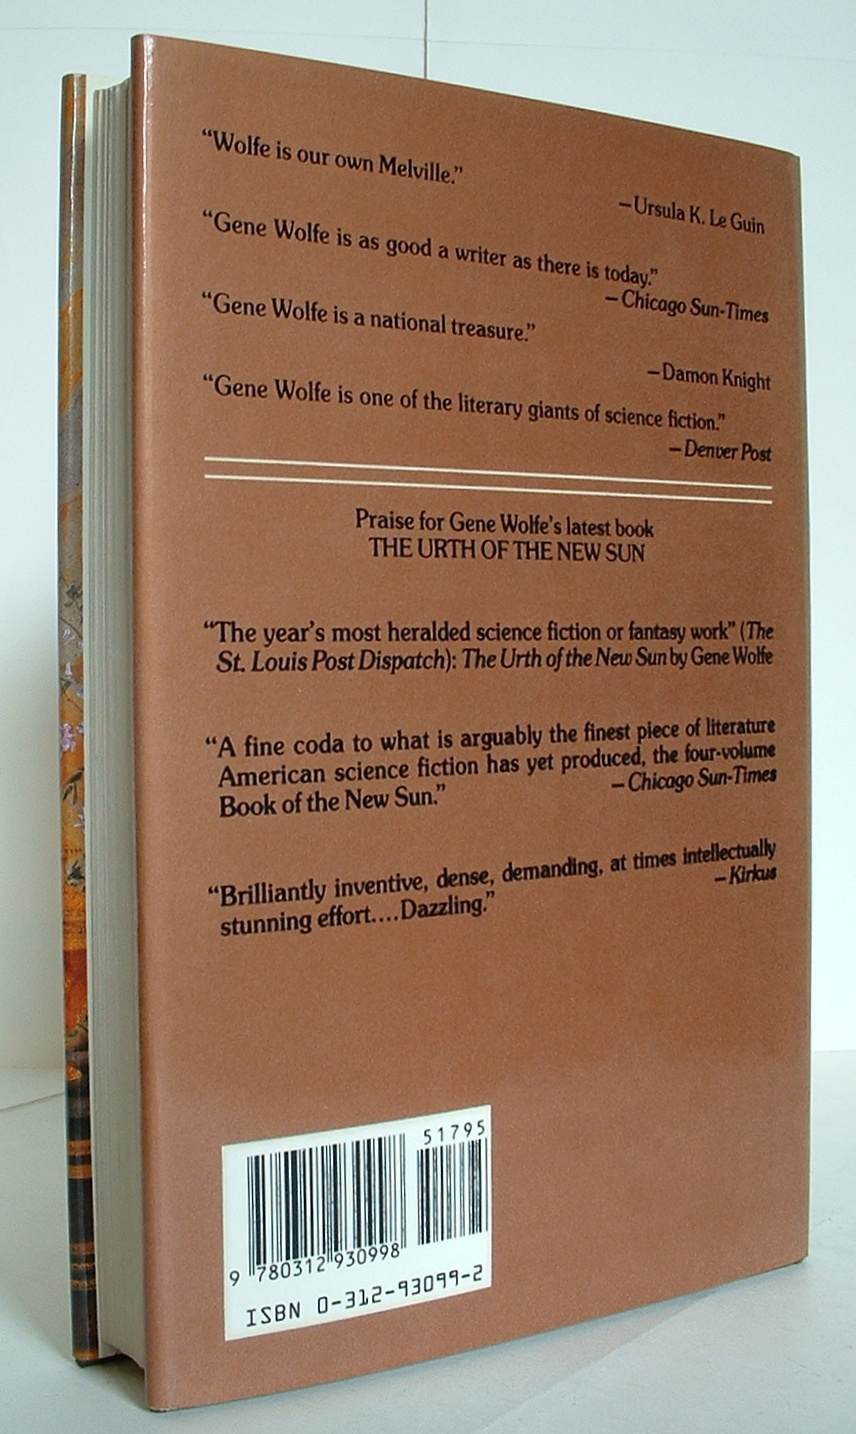 “Wolfe is our own Melville.”
—Ursula K. Le Guin
“Gene Wolfe is as good a writer as there is today.”
—Chicago Sun-Times
“Gene Wolfe is a national treasure.”
—Damon Knight
“Gene Wolfe is one of the literary giants of science fiction.”
—Denver Post
Praise for Gene Wolfe's latest book
THE URTH OF THE NEW SUN
“The year's most heralded science fiction or fantasy work” (The
St. Louis Post Dispatch): The Urth of the New Sun by Gene Wolfe
“A fine coda to what is arguably the finest piece of literature
American science fiction has yet produced, the four-volume
Book of the New Sun.”
—Chicago Sun-Times
“Brilliantly inventive, dense, demanding, at times intellectually
stunning effort....Dazzling.”
—Kirkus
51795
9 780312 930998
ISBN 0-312-93099-2